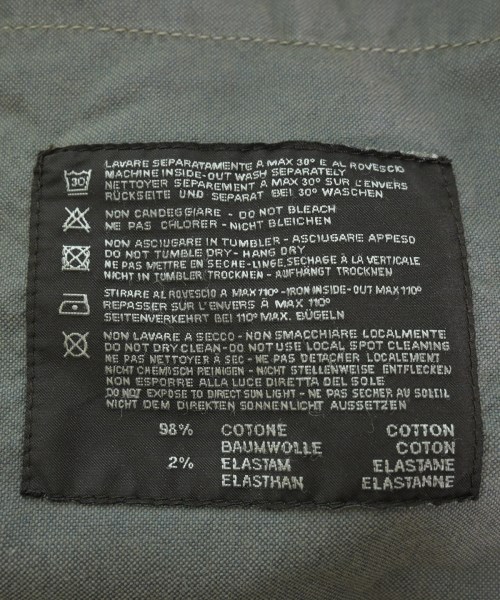 LAVARE SEPARATAMENTE A MAX 30° E AL ROVESCIO
MACHINE INSIDE-OUT WASH SEPARATELY
30 NETTOYER SEPAREMENT A MAX 30° SUR L'ENVERS
RÜCKSEITE UND SEPARAT BEI 30° WASCHEN
NON CANDEGGIARE - DO NOT BLEACH
NE PAS CHLORER - NICHT BLEICHEN
NON ASCIUGARE IN TUMBLER - ASCIUGARE APPESO
DO NOT TUMBLE DRY - HANG DRY
NE PAS METTRE EN SECHE-LINGE, SECHAGE À LA VERTICALE
NICHT IN TUMBLER TROCKNEN - AUFHÄNGT TROCKNEN
STIRARE AL ROVESCIO A MAX 110° - IRON INSIDE-OUT MAX 110°
REPASSER SUR L'ENVERS À MAX 110°
SEITENVERKEHRT BEI 110° MAX. BÜGELN
NON LAVARE A SECCO - NON SMACCHIARE LOCALMENTE
DO NOT DRY CLEAN - DO NOT USE LOCAL SPOT CLEANING
NE PAS NETTOYER À SEC - NE PAS DETACHER LOCALEMENT
NICHT CHEMISCH REINIGEN - NICHT STELLENWEISE ENTFLECKEN
NON ESPORRE ALLA LUCE DIRETTA DEL SOLE
DO NOT EXPOSE TO DIRECT SUN LIGHT - NE PAS SECHER AU SOLEIL
NICHT DEM DIREKTEN SONNENLICHT AUSSETZEN
98% COTONE COTTON
BAUMWOLLE COTON
2% ELASTAM ELASTANE
ELASTHAN ELASTHANNE